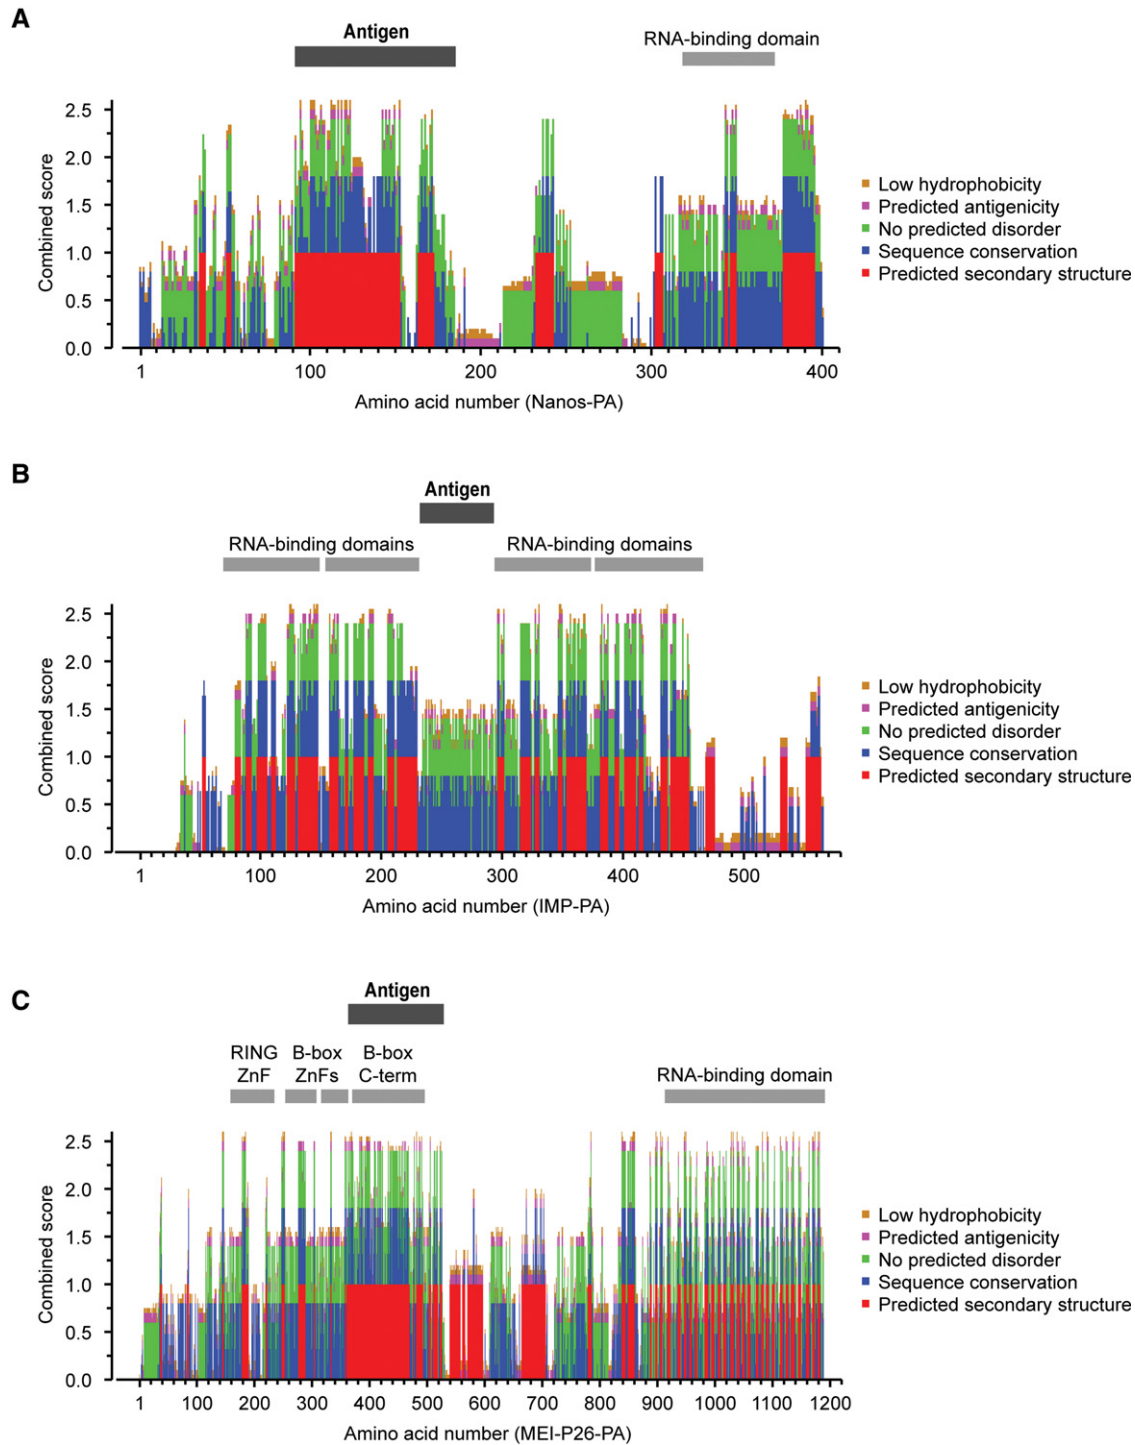 A
Antigen
RNA-binding domain
Combined score
2.5
2.0
1.5
1.0
0.5
0.0
1
100
200
300
400
Amino acid number (Nanos-PA)
Low hydrophobicity
Predicted antigenicity
No predicted disorder
Sequence conservation
Predicted secondary structure
B
Antigen
RNA-binding domains
RNA-binding domains
Combined score
2.5
2.0
1.5
1.0
0.5
0.0
1
100
200
300
400
500
Amino acid number (IMP-PA)
Low hydrophobicity
Predicted antigenicity
No predicted disorder
Sequence conservation
Predicted secondary structure
C
Antigen
RING
ZnF
B-box
ZnFs
B-box
C-term
RNA-binding domain
Combined score
2.5
2.0
1.5
1.0
0.5
0.0
1
100
200
300
400
500
600
700
800
900
1000
1100
1200
Amino acid number (MEI-P26-PA)
Low hydrophobicity
Predicted antigenicity
No predicted disorder
Sequence conservation
Predicted secondary structure